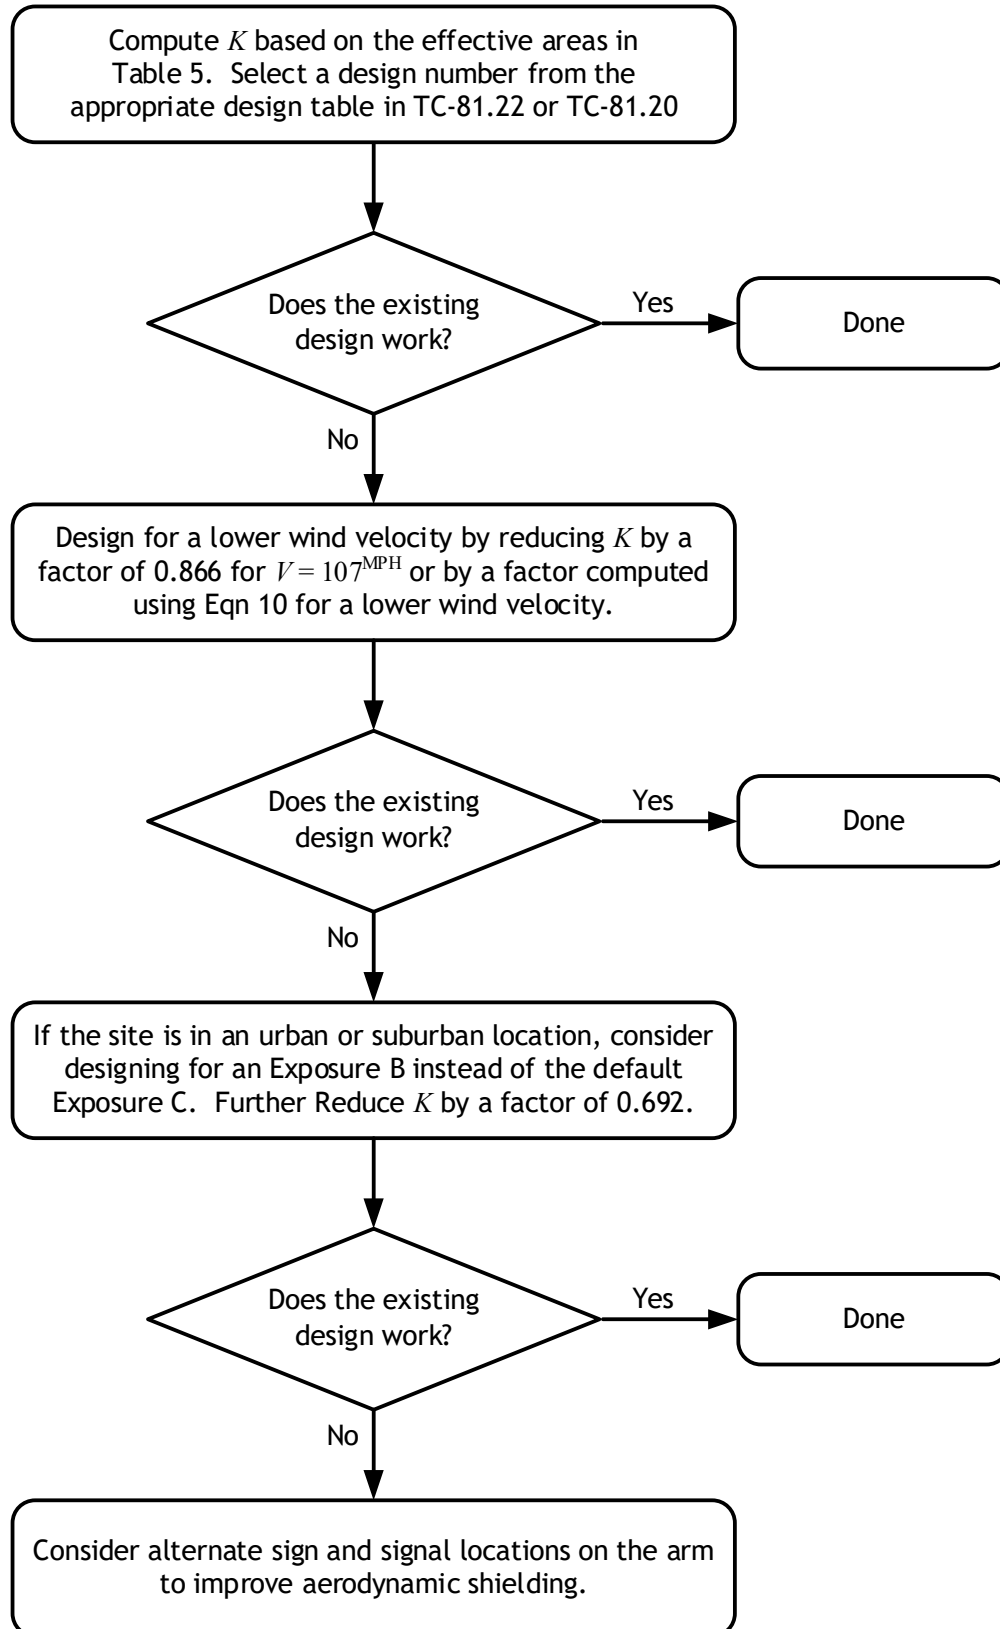 Compute K based on the effective areas in
Table 5.  Select a design number from the
appropriate design table in TC-81.22 or TC-81.20
Does the existing
design work?
Yes
Done
No
Design for a lower wind velocity by reducing K by a
factor of 0.866 for V = 107^MPH or by a factor computed
using Eqn 10 for a lower wind velocity.
Does the existing
design work?
Yes
Done
No
If the site is in an urban or suburban location, consider
designing for an Exposure B instead of the default
Exposure C.  Further Reduce K by a factor of 0.692.
Does the existing
design work?
Yes
Done
No
Consider alternate sign and signal locations on the arm
to improve aerodynamic shielding.